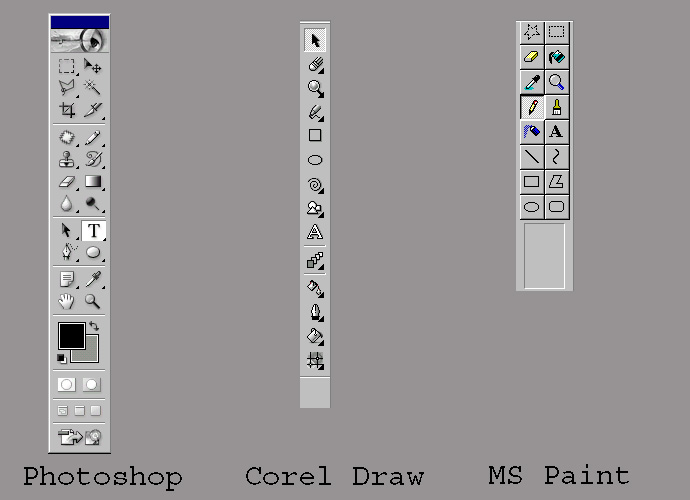 T
A
A
Photoshop
Corel Draw
MS Paint